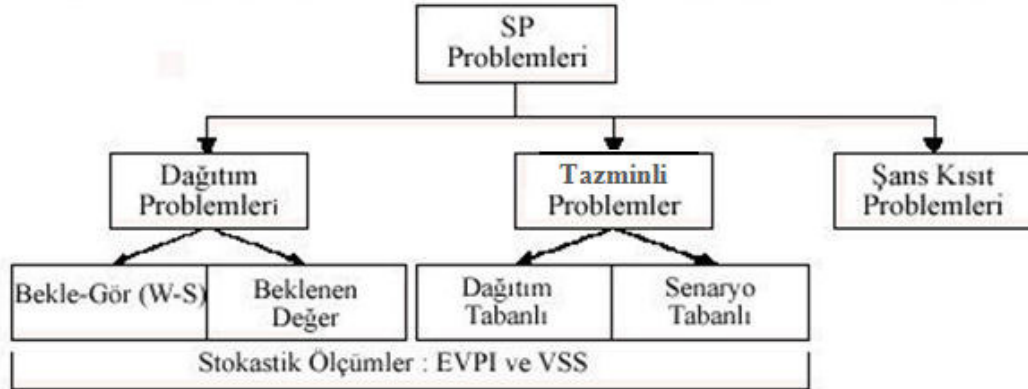 SP
Problemleri
Dağıtım
Problemleri
Tazminli
Problemler
Şans Kısıt
Problemleri
Bekle-Gör (W-S)
Beklenen
Değer
Dağıtım
Tabanlı
Senaryo
Tabanlı
Stokastik Ölçümler : EVPI ve VSS